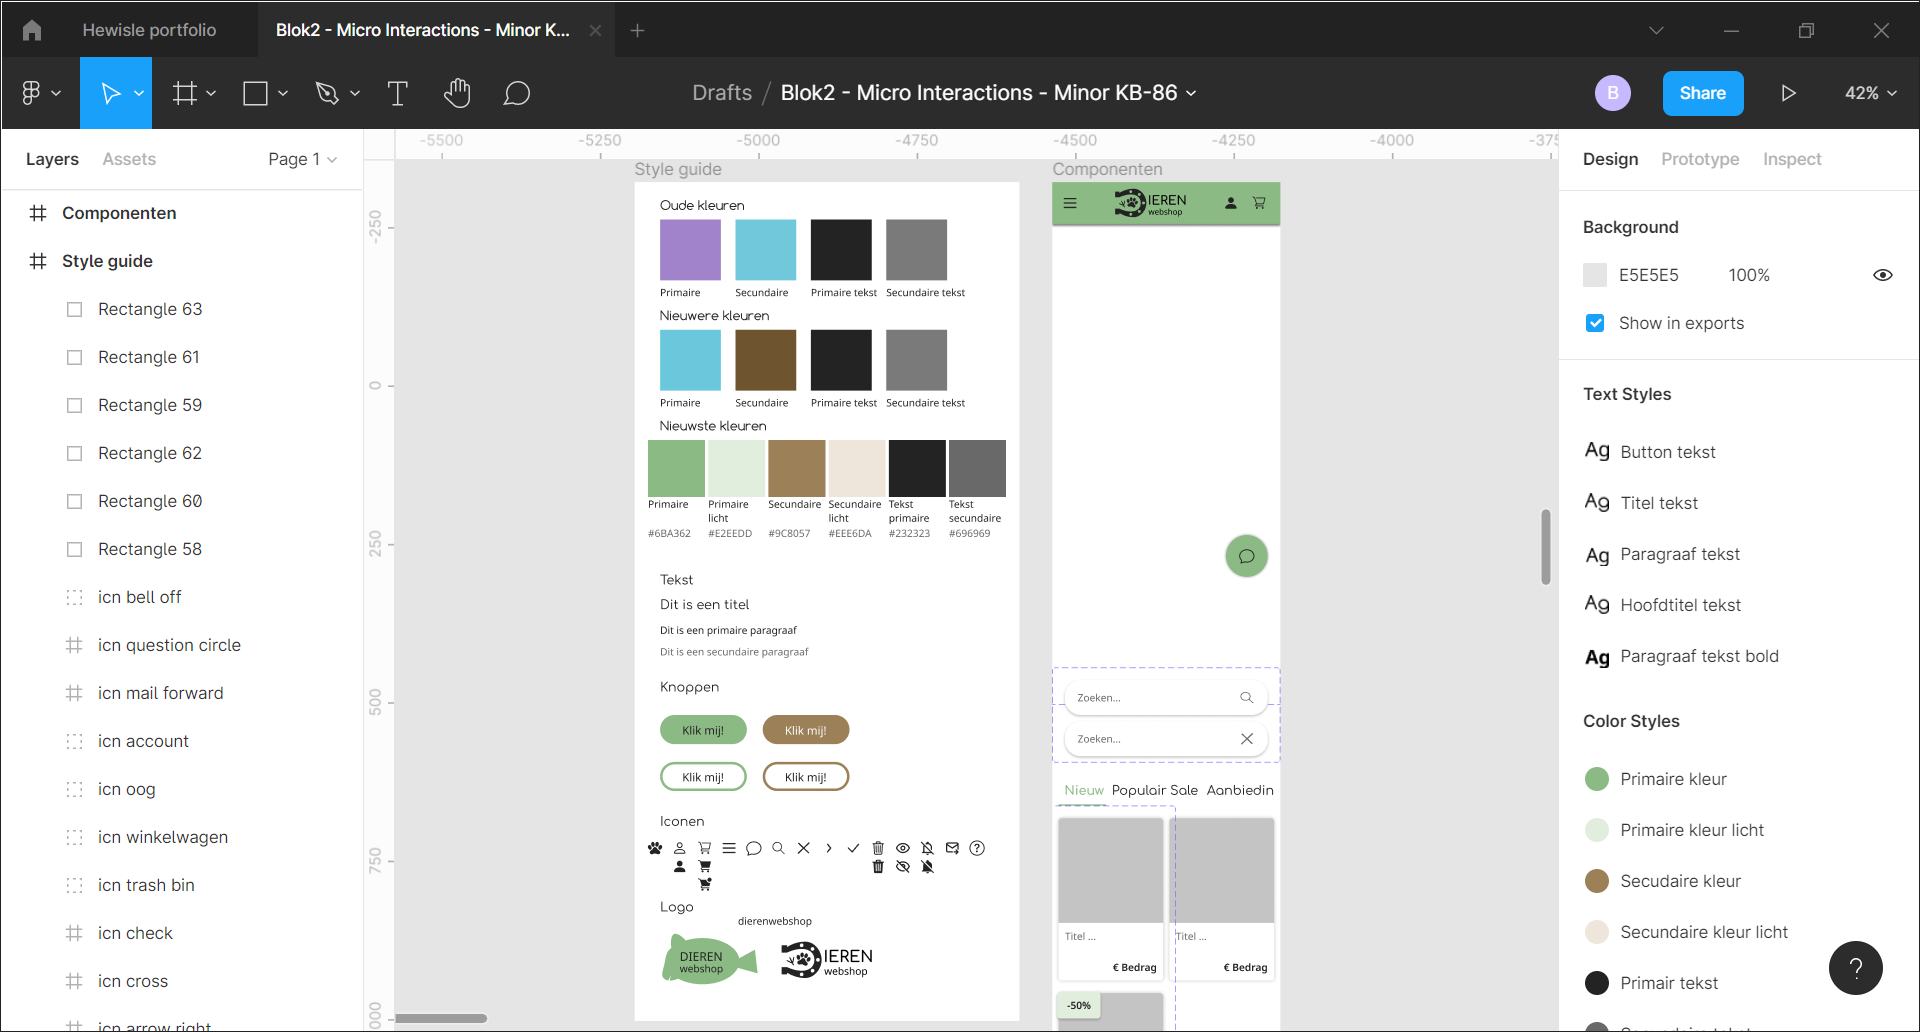 Hewisle portfolio
Blok2 - Micro Interactions - Minor K...
Drafts / Blok2 - Micro Interactions - Minor KB-86
B
Share
42%
Layers
Assets
Page 1
Componenten
Style guide
Rectangle 63
Rectangle 61
Rectangle 59
Rectangle 62
Rectangle 60
Rectangle 58
icn bell off
icn question circle
icn mail forward
icn account
icn oog
icn winkelwagen
icn trash bin
icn check
icn cross
icn arrow right
-5500 -5250 -5000 -4750 -4500 -4250 -4000 -375
-250
0
250
500
750
000
Style guide
Oude kleuren
Primaire Secundaire Primaire tekst Secundaire tekst
Nieuwere kleuren
Primaire Secundaire Primaire tekst Secundaire tekst
Nieuwste kleuren
Primaire
Primaire licht
Secundaire
Secundaire licht
Tekst primaire
Tekst secundaire
#6BA362 #E2EEDD #9C8057 #EEE6DA #232323 #696969
Tekst
Dit is een titel
Dit is een primaire paragraaf
Dit is een secundaire paragraaf
Knoppen
Klik mij! Klik mij!
Klik mij! Klik mij!
Iconen
Logo
dierenwebshop
DIEREN
webshop
IEREN
webshop
Componenten
IEREN
webshop
Zoeken...
Zoeken...
Nieuw Populair Sale Aanbiedin
Titel ... Titel ...
€ Bedrag € Bedrag
-50%
Design
Prototype
Inspect
Background
E5E5E5 100%
Show in exports
Text Styles
Ag Button tekst
Ag Titel tekst
Ag Paragraaf tekst
Ag Hoofdtitel tekst
Ag Paragraaf tekst bold
Color Styles
Primaire kleur
Primaire kleur licht
Secudaire kleur
Secundaire kleur licht
Primair tekst
?